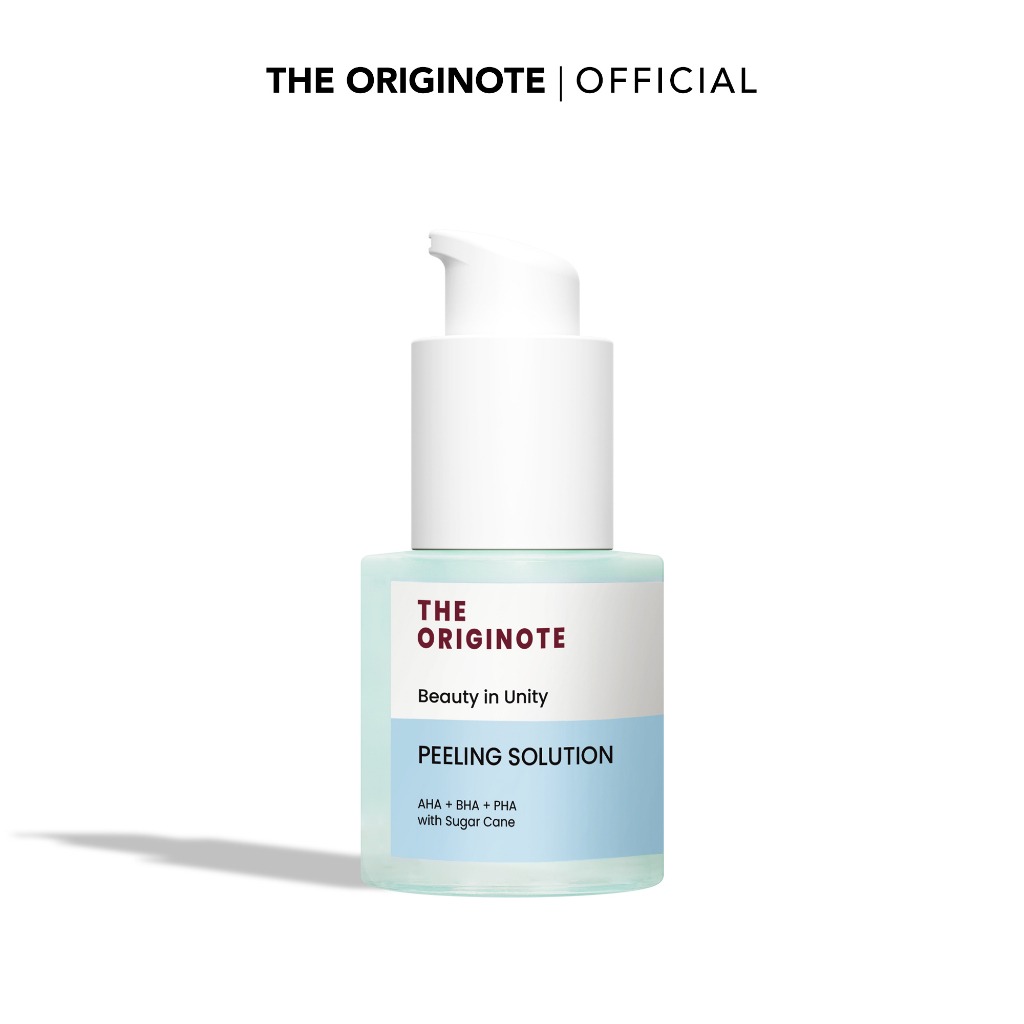 THE ORIGINOTE | OFFICIAL
THE
ORIGINOTE
Beauty in Unity
PEELING SOLUTION
AHA + BHA + PHA
with Sugar Cane